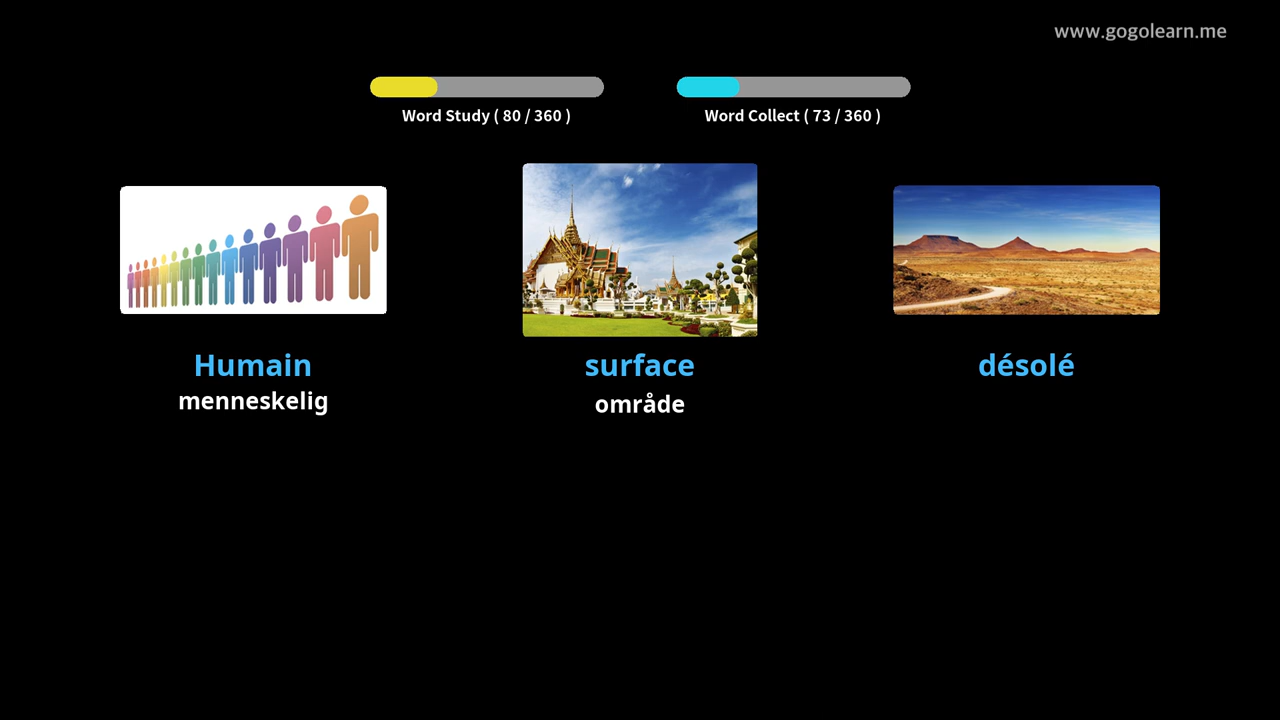 www.gogolearn.me
Word Study ( 80 / 360 )
Word Collect ( 73 / 360 )
Humain
menneskelig
surface
område
désolé